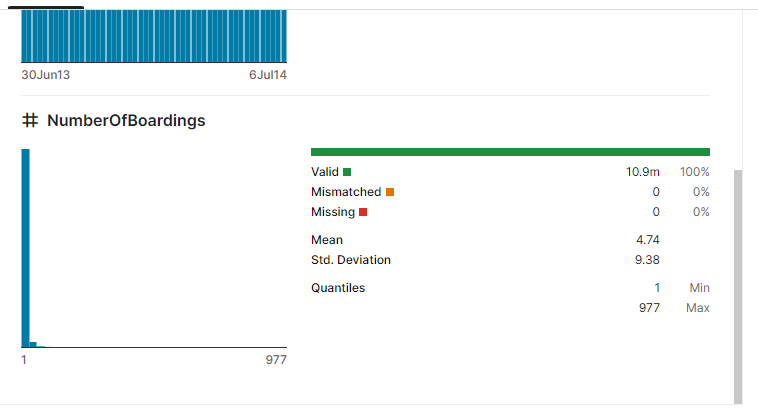 30Jun13 6Jul14
# NumberOfBoardings
Valid 10.9m 100%
Mismatched 0 0%
Missing 0 0%
Mean 4.74
Std. Deviation 9.38
Quantiles 1 Min
977 Max
1 977